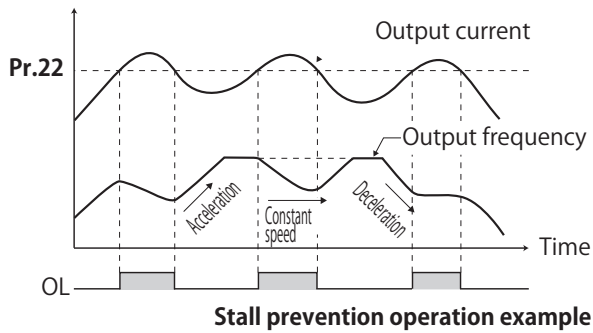 Output current
Pr.22
Output frequency
Acceleration
Constant
speed
Deceleration
Time
OL
Stall prevention operation example